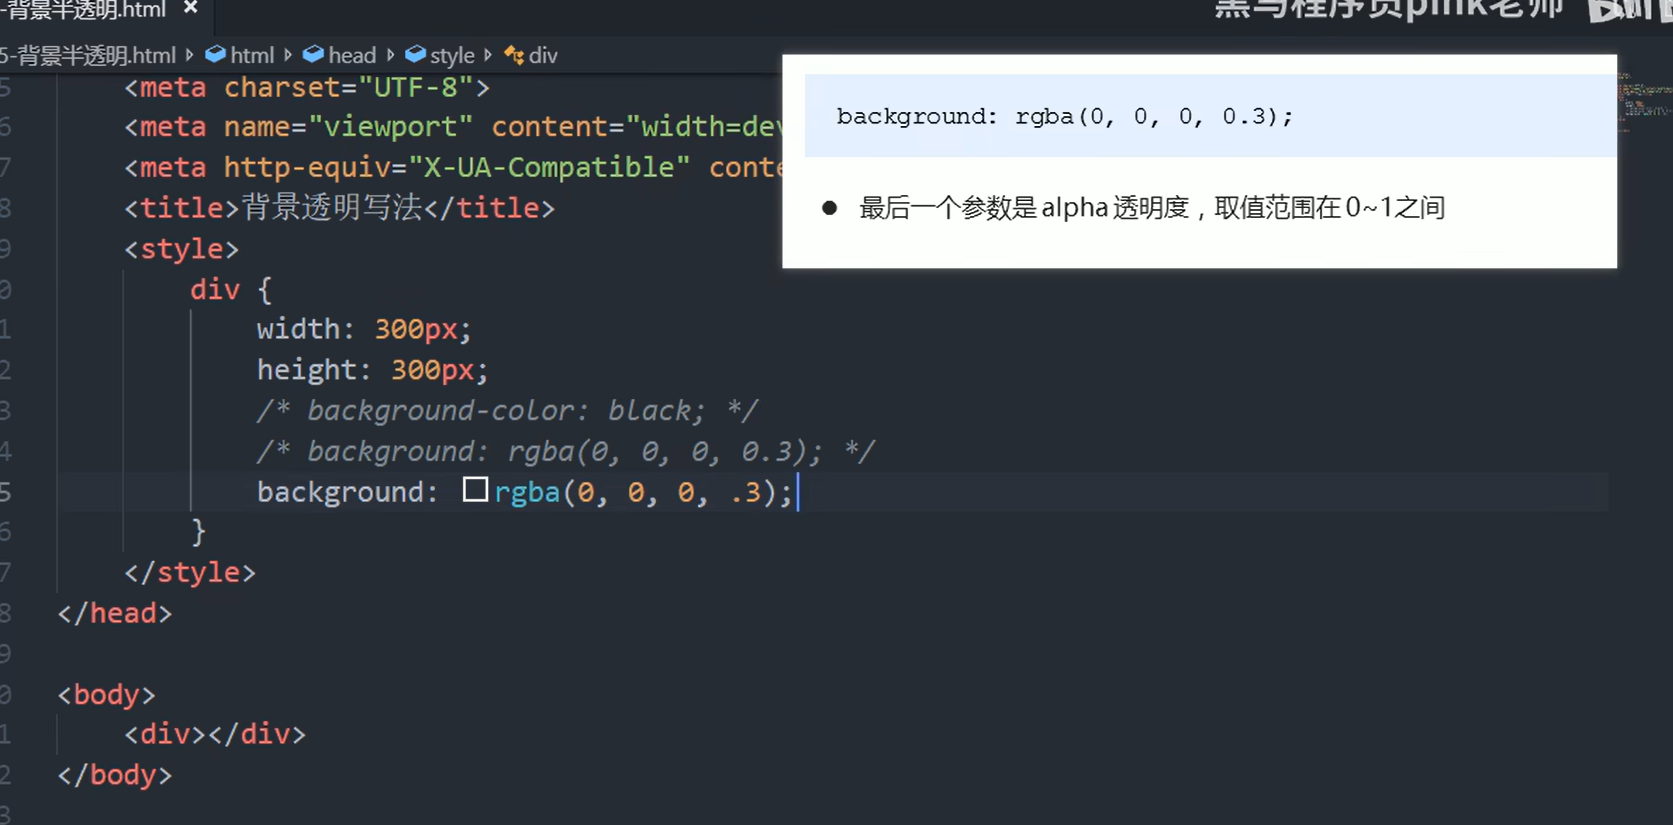 -背景半透明.html ×
黑马程序员pink老师
5-背景半透明.html > html > head > style > div
5 <meta charset="UTF-8">
6 <meta name="viewport" content="width=dev
7 <meta http-equiv="X-UA-Compatible" conte
8 <title>背景透明写法</title>
9 <style>
0 div {
1 width: 300px;
2 height: 300px;
3 /* background-color: black; */
4 /* background: rgba(0, 0, 0, 0.3); */
5 background: rgba(0, 0, 0, .3);
6 }
7 </style>
8 </head>
9
0 <body>
1 <div></div>
2 </body>
3
background: rgba(0, 0, 0, 0.3);
● 最后一个参数是alpha透明度，取值范围在0~1之间